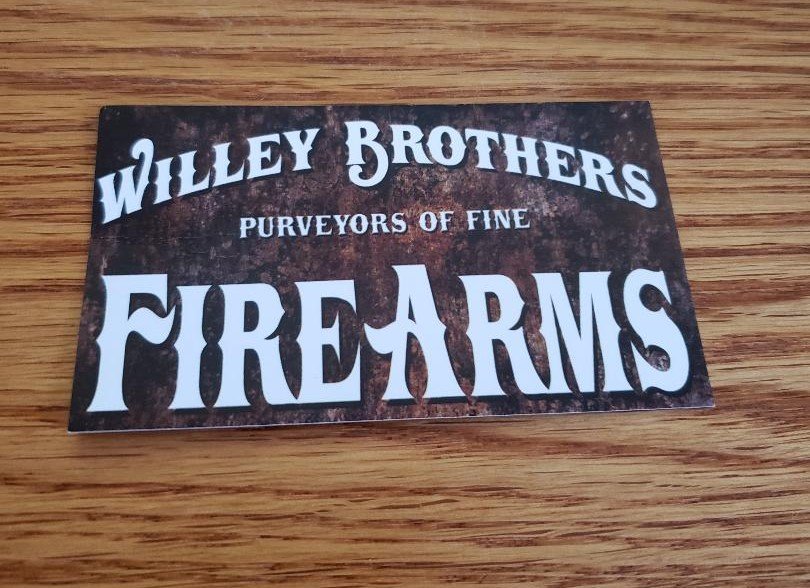 Willey Brothers
Purveyors of Fine
FireArms